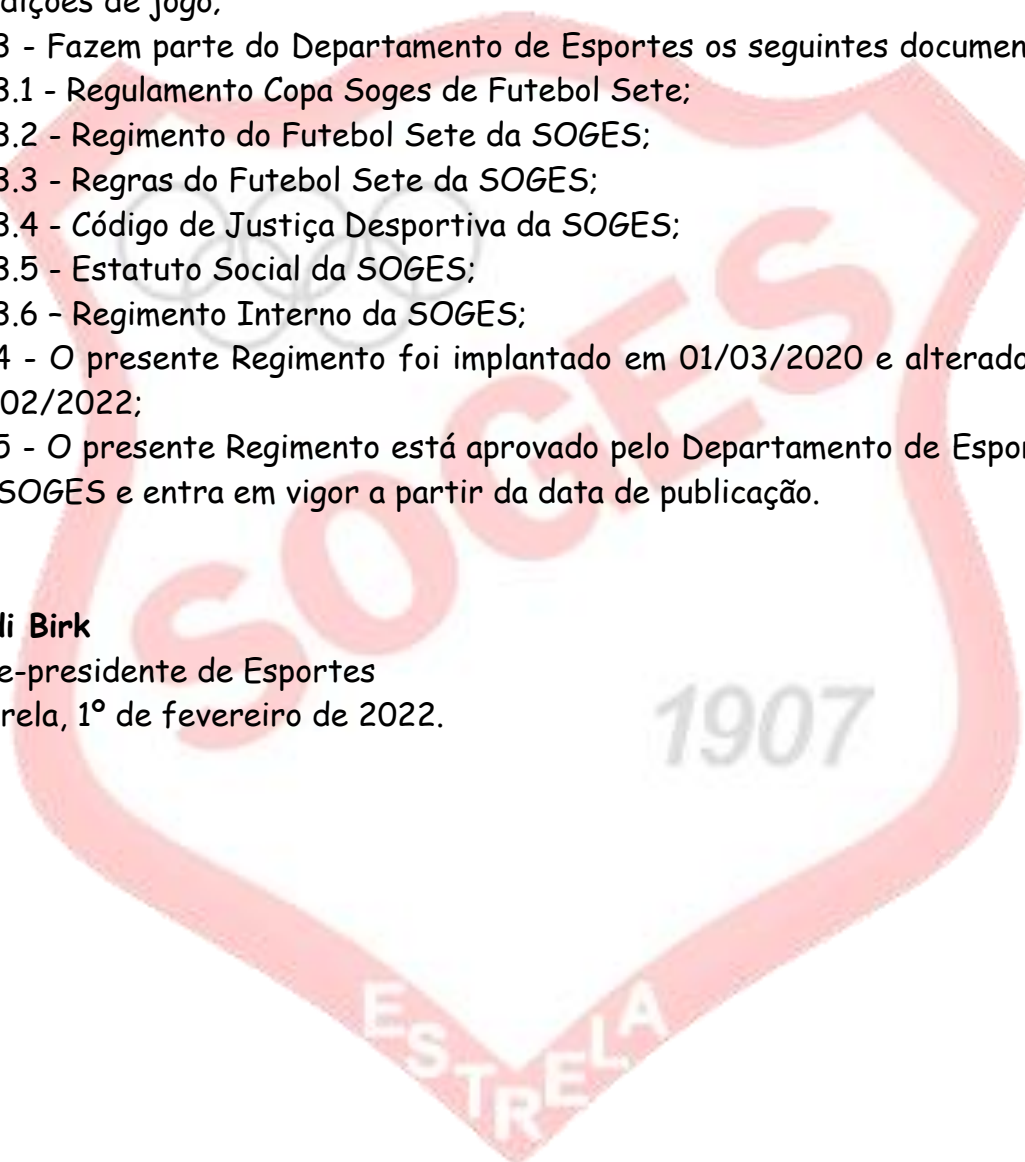 dições de jogo;
3 - Fazem parte do Departamento de Esportes os seguintes documen
3.1 - Regulamento Copa Soges de Futebol Sete;
3.2 - Regimento do Futebol Sete da SOGES;
3.3 - Regras do Futebol Sete da SOGES;
3.4 - Código de Justiça Desportiva da SOGES;
3.5 - Estatuto Social da SOGES;
3.6 – Regimento Interno da SOGES;
4 - O presente Regimento foi implantado em 01/03/2020 e alterado
02/2022;
5 - O presente Regimento está aprovado pelo Departamento de Espor
SOGES e entra em vigor a partir da data de publicação.
di Birk
e-presidente de Esportes
rela, 1º de fevereiro de 2022.
SOGES
1907
ESTRELA